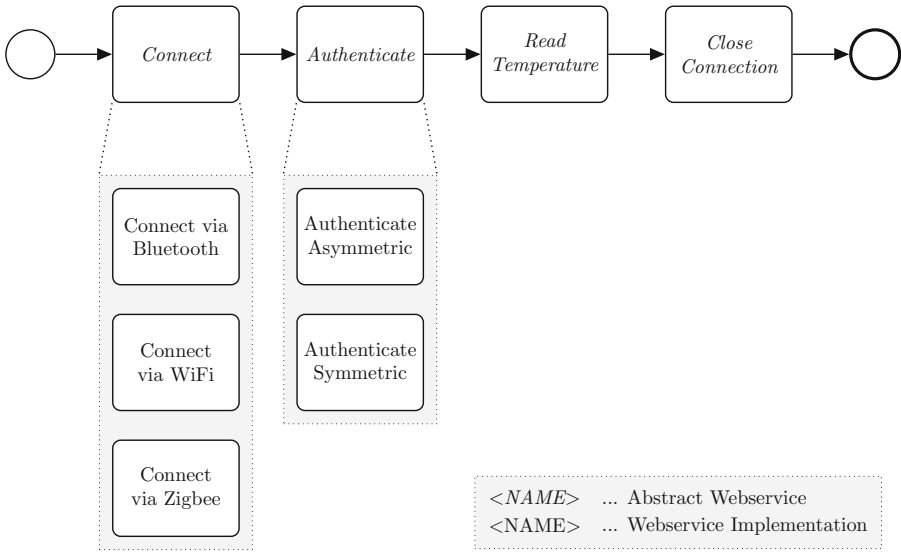 Connect
Authenticate
Read
Temperature
Close
Connection
Connect via
Bluetooth
Authenticate
Asymmetric
Connect
via WiFi
Authenticate
Symmetric
Connect
via Zigbee
<NAME> ... Abstract Webservice
<NAME> ... Webservice Implementation